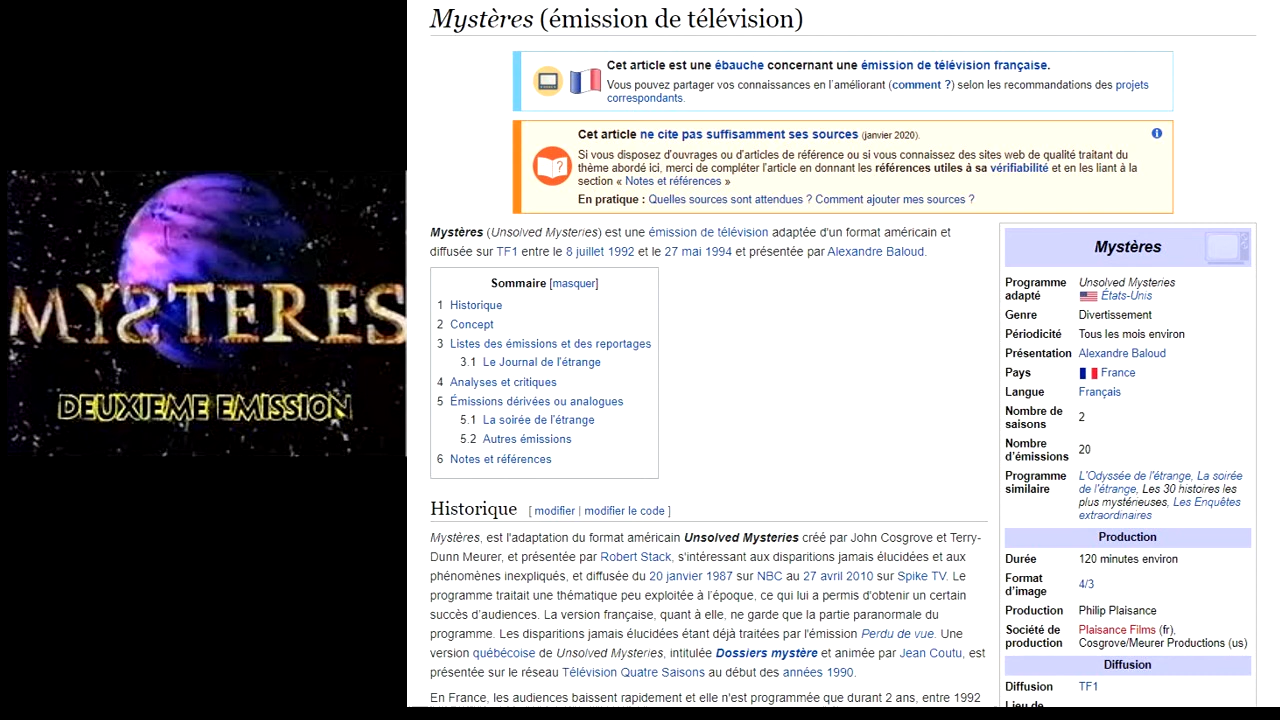 MYSTERES
DEUXIEME EMISSION
Mystères (émission de télévision)
Cet article est une ébauche concernant une émission de télévision française.
Vous pouvez partager vos connaissances en l'améliorant (comment ?) selon les recommandations des projets
correspondants.
Cet article ne cite pas suffisamment ses sources (janvier 2020).
Si vous disposez d'ouvrages ou d'articles de référence ou si vous connaissez des sites web de qualité traitant du
thème abordé ici, merci de compléter l'article en donnant les références utiles à sa vérifiabilité et en les liant à la
section « Notes et références »
En pratique : Quelles sources sont attendues ? Comment ajouter mes sources ?
Mystères (Unsolved Mysteries) est une émission de télévision adaptée d'un format américain et
diffusée sur TF1 entre le 8 juillet 1992 et le 27 mai 1994 et présentée par Alexandre Baloud.
Sommaire [masquer]
1 Historique
2 Concept
3 Listes des émissions et des reportages
3.1 Le Journal de l'étrange
4 Analyses et critiques
5 Émissions dérivées ou analogues
5.1 La soirée de l'étrange
5.2 Autres émissions
6 Notes et références
Historique [ modifier | modifier le code ]
Mystères, est l'adaptation du format américain Unsolved Mysteries créé par John Cosgrove et Terry-
Dunn Meurer, et présentée par Robert Stack, s'intéressant aux disparitions jamais élucidées et aux
phénomènes inexpliqués, et diffusée du 20 janvier 1987 sur NBC au 27 avril 2010 sur Spike TV. Le
programme traitait une thématique peu exploitée à l'époque, ce qui lui a permis d'obtenir un certain
succès d'audiences. La version française, quant à elle, ne garde que la partie paranormale du
programme. Les disparitions jamais élucidées étant déjà traitées par l'émission Perdu de vue. Une
version québécoise de Unsolved Mysteries, intitulée Dossiers mystère et animée par Jean Coutu, est
présentée sur le réseau Télévision Quatre Saisons au début des années 1990.
En France, les audiences baissent rapidement et elle n'est programmée que durant 2 ans, entre 1992
Mystères
Programme adapté Unsolved Mysteries
États-Unis
Genre Divertissement
Périodicité Tous les mois environ
Présentation Alexandre Baloud
Pays France
Langue Français
Nombre de saisons 2
Nombre d'émissions 20
Programme similaire L'Odyssée de l'étrange, La soirée
de l'étrange, Les 30 histoires les
plus mystérieuses, Les Enquêtes
extraordinaires
Production
Durée 120 minutes environ
Format d'image 4/3
Production Philip Plaisance
Société de production Plaisance Films (fr),
Cosgrove/Meurer Productions (us)
Diffusion
Diffusion TF1
Lieu de